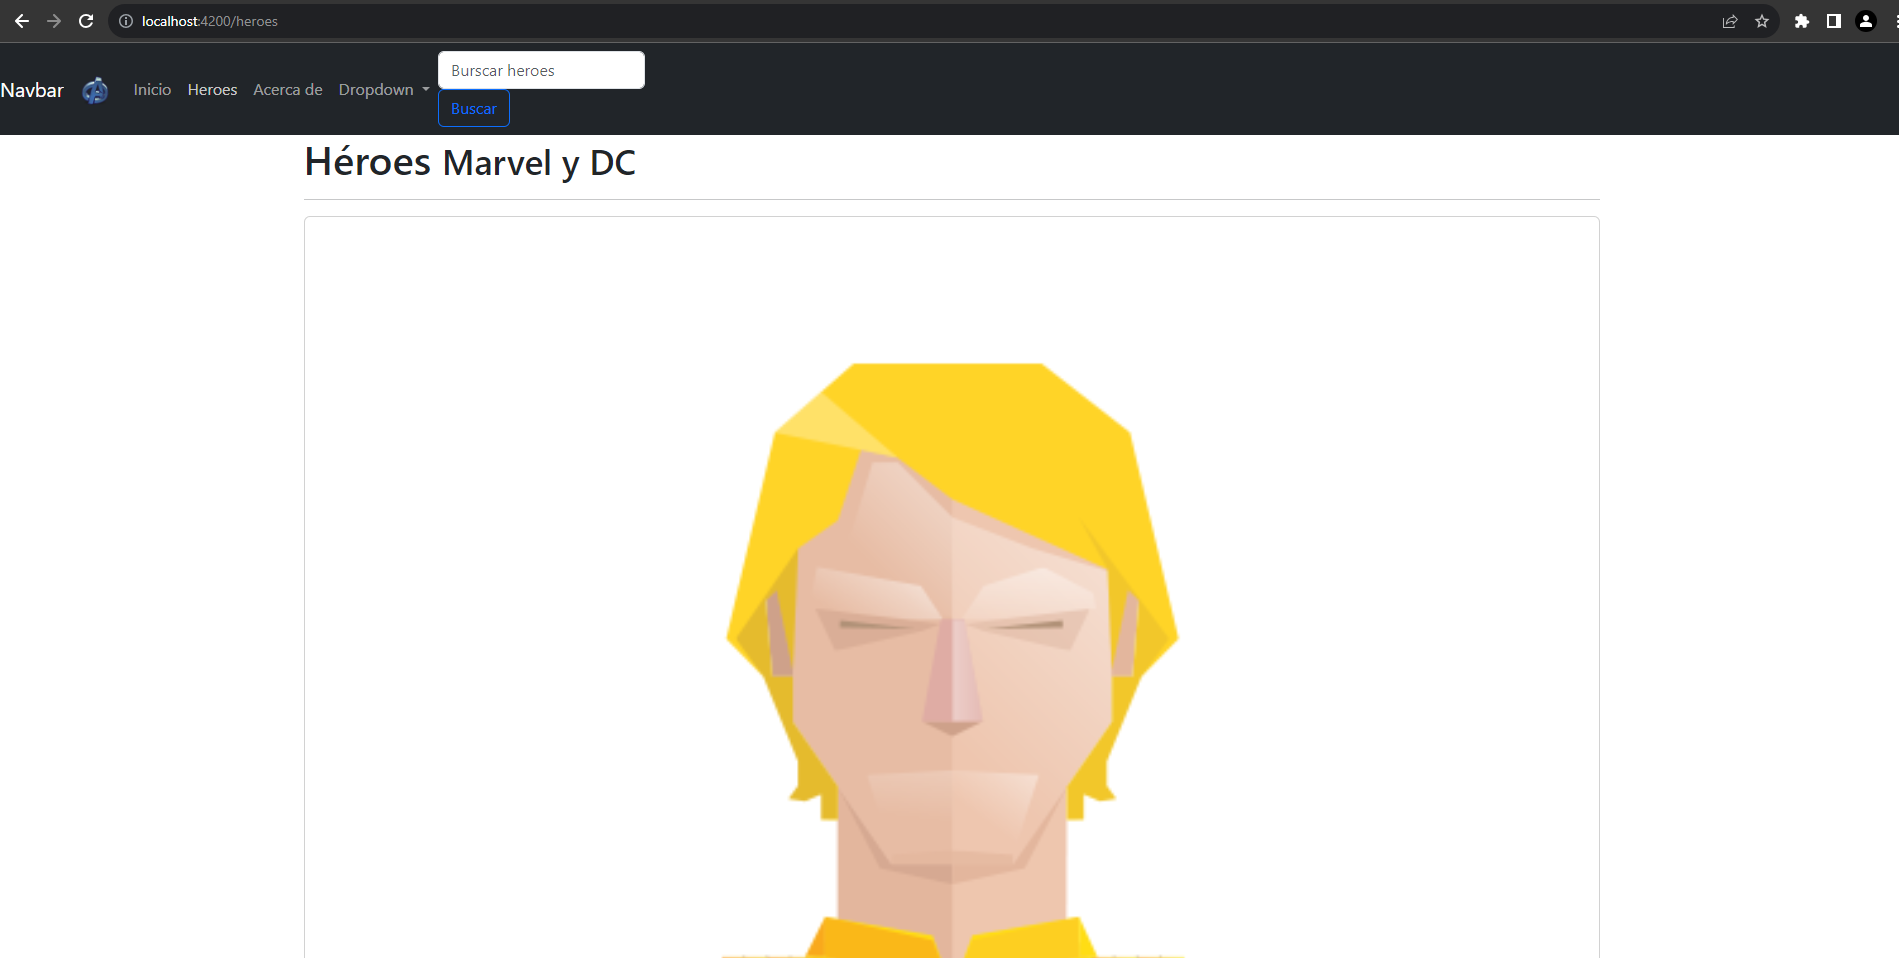 localhost:4200/heroes
Navbar Inicio Heroes Acerca de Dropdown
Burscar heroes
Buscar
Héroes Marvel y DC